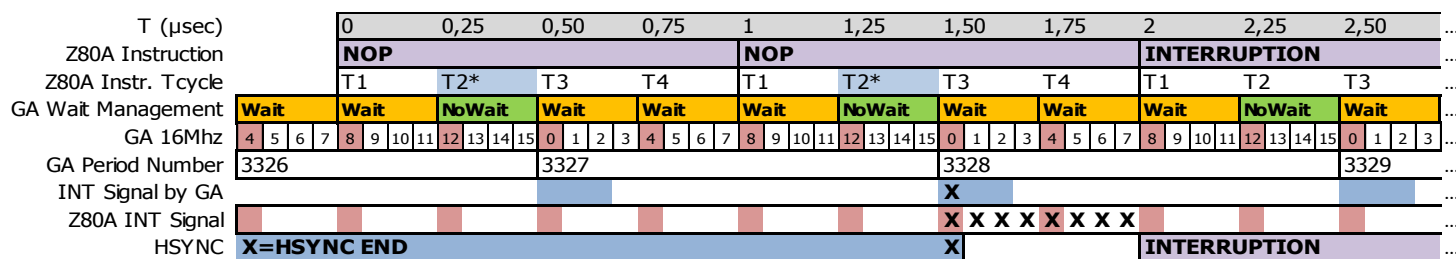 T (µsec) 0 0,25 0,50 0,75 1 1,25 1,50 1,75 2 2,25 2,50 ...
Z80A Instruction NOP NOP INTERRUPTION ...
Z80A Instr. Tcycle T1 T2* T3 T4 T1 T2* T3 T4 T1 T2 T3 ...
GA Wait Management Wait Wait NoWait Wait Wait Wait NoWait Wait Wait Wait NoWait Wait ...
GA 16Mhz 4 5 6 7 8 9 10 11 12 13 14 15 0 1 2 3 4 5 6 7 8 9 10 11 12 13 14 15 0 1 2 3 4 5 6 7 8 9 10 11 12 13 14 15 0 1 2 3 ...
GA Period Number 3326 3327 3328 3329 ...
INT Signal by GA X ...
Z80A INT Signal X X X X X X X X ...
HSYNC X=HSYNC END X INTERRUPTION ...